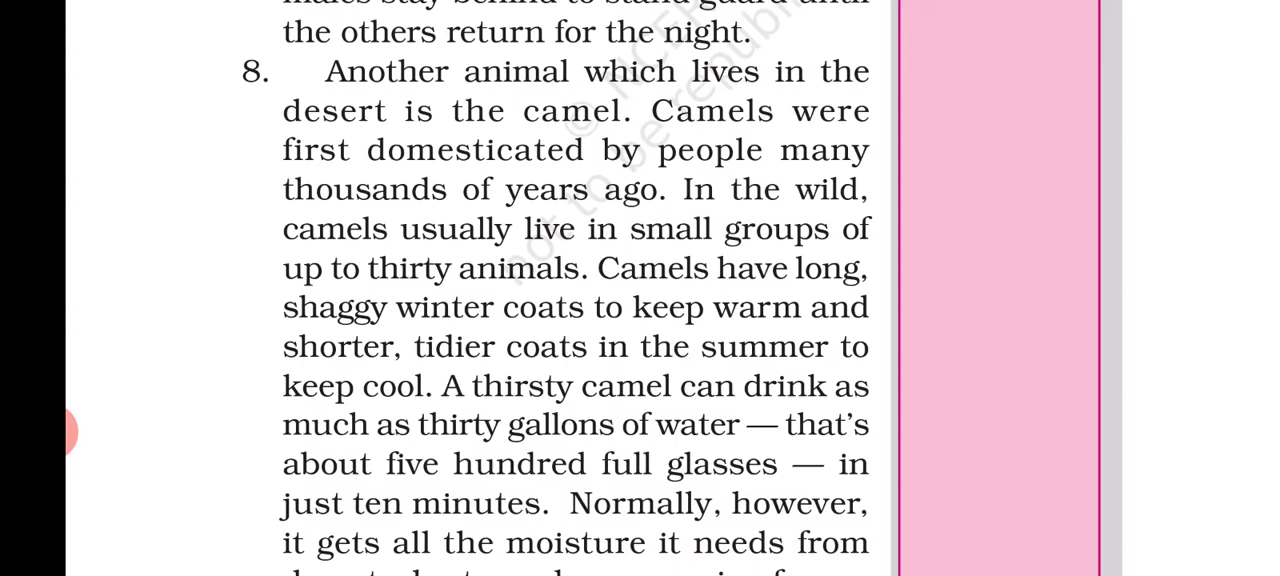 the others return for the night.
8. Another animal which lives in the
desert is the camel. Camels were
first domesticated by people many
thousands of years ago. In the wild,
camels usually live in small groups of
up to thirty animals. Camels have long,
shaggy winter coats to keep warm and
shorter, tidier coats in the summer to
keep cool. A thirsty camel can drink as
much as thirty gallons of water — that’s
about five hundred full glasses — in
just ten minutes. Normally, however,
it gets all the moisture it needs from
not to be republi